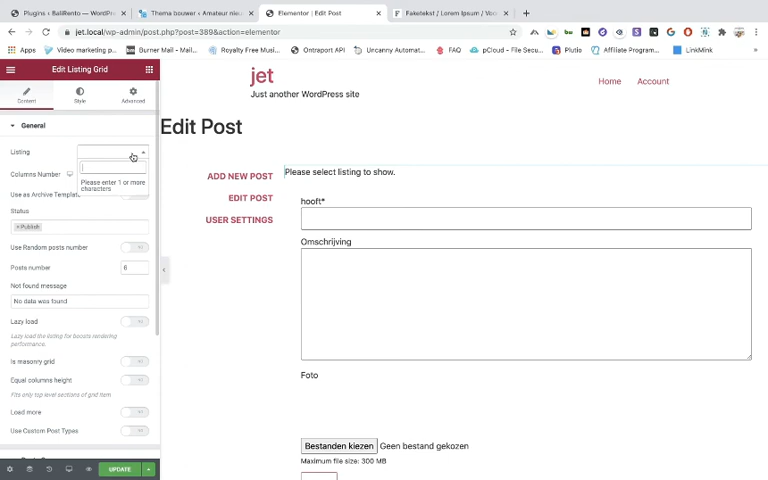 Plugins ‹ BallRento — WordPr
Thema bouwer ‹ Amateur nieu
Elementor | Edit Post
Faketekst / Lorem Ipsum / Voo
jet.local/wp-admin/post.php?post=389&action=elementor
Apps
Video marketing p...
Burner Mail - Mail...
Royalty Free Musi...
Ontraport API
Uncanny Automat...
FAQ
pCloud - File Secu...
Plutio
Affiliate Program...
LinkMink
Edit Listing Grid
Content
Style
Advanced
General
Listing
Please enter 1 or more
characters
Columns Number
Use as Archive Template
Status
× Publish
Use Random posts number
Posts number
6
Not found message
No data was found
Lazy load
Lazy load the listing for boosts rendering
performance.
Is masonry grid
Equal columns height
Fits only top level sections of grid item
Load more
Use Custom Post Types
UPDATE
jet
Just another WordPress site
Home
Account
Edit Post
ADD NEW POST
EDIT POST
USER SETTINGS
Please select listing to show.
hooft*
Omschrijving
Foto
Bestanden kiezen
Geen bestand gekozen
Maximum file size: 300 MB